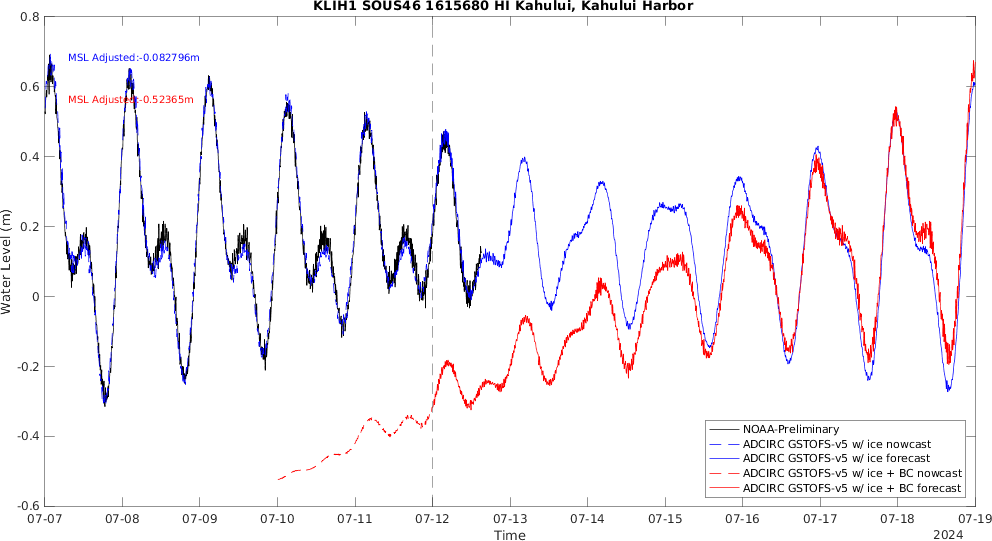 KLIH1 SOUS46 1615680 HI Kahului, Kahului Harbor
0.8
0.6
0.4
0.2
0
-0.2
-0.4
-0.6
Water Level (m)
MSL Adjusted:-0.082796m
MSL Adjusted:-0.52365m
NOAA-Preliminary
ADCIRC GSTOFS-v5 w/ ice nowcast
ADCIRC GSTOFS-v5 w/ ice forecast
ADCIRC GSTOFS-v5 w/ ice + BC nowcast
ADCIRC GSTOFS-v5 w/ ice + BC forecast
07-07 07-08 07-09 07-10 07-11 07-12 07-13 07-14 07-15 07-16 07-17 07-18 07-19
Time
2024